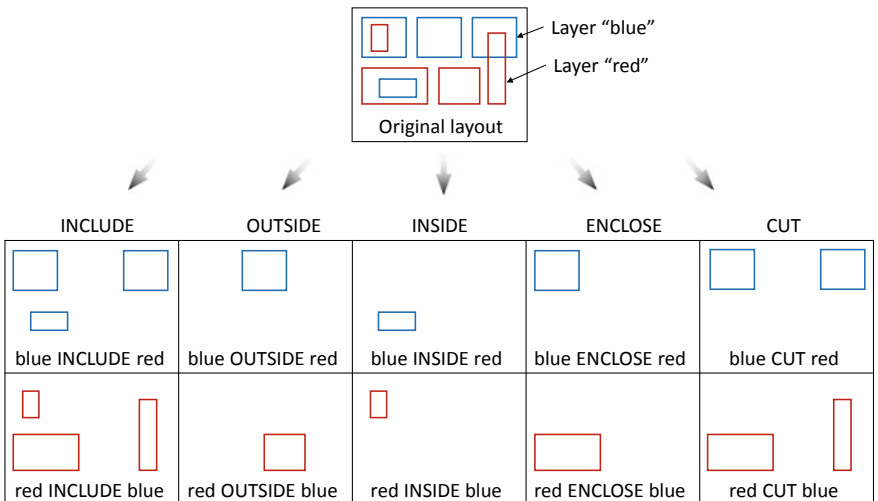 Layer “blue”
Layer “red”
Original layout
INCLUDE OUTSIDE INSIDE ENCLOSE CUT
blue INCLUDE red blue OUTSIDE red blue INSIDE red blue ENCLOSE red blue CUT red
red INCLUDE blue red OUTSIDE blue red INSIDE blue red ENCLOSE blue red CUT blue